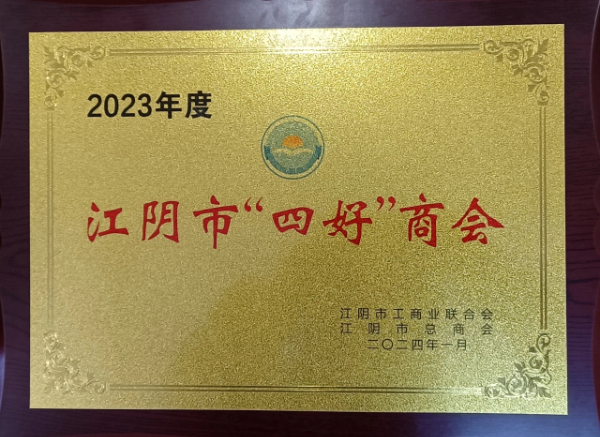 2023年度
江阴市“四好”商会
江阴市工商业联合会
江阴市总商会
二〇二四年一月